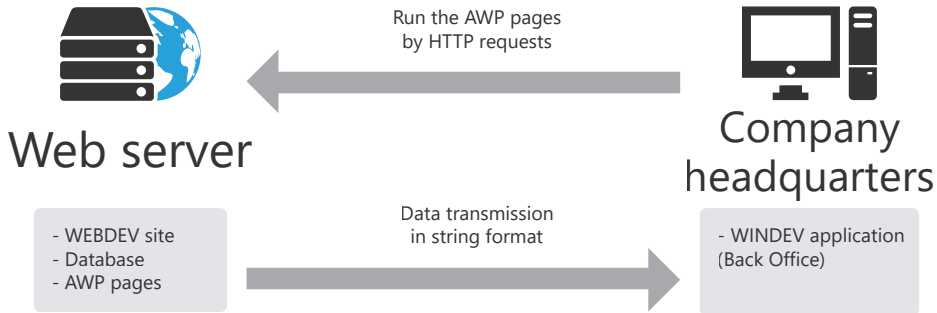 Run the AWP pages
by HTTP requests
Web server
Company
headquarters
Data transmission
in string format
- WEBDEV site
- Database
- AWP pages
- WINDEV application
(Back Office)